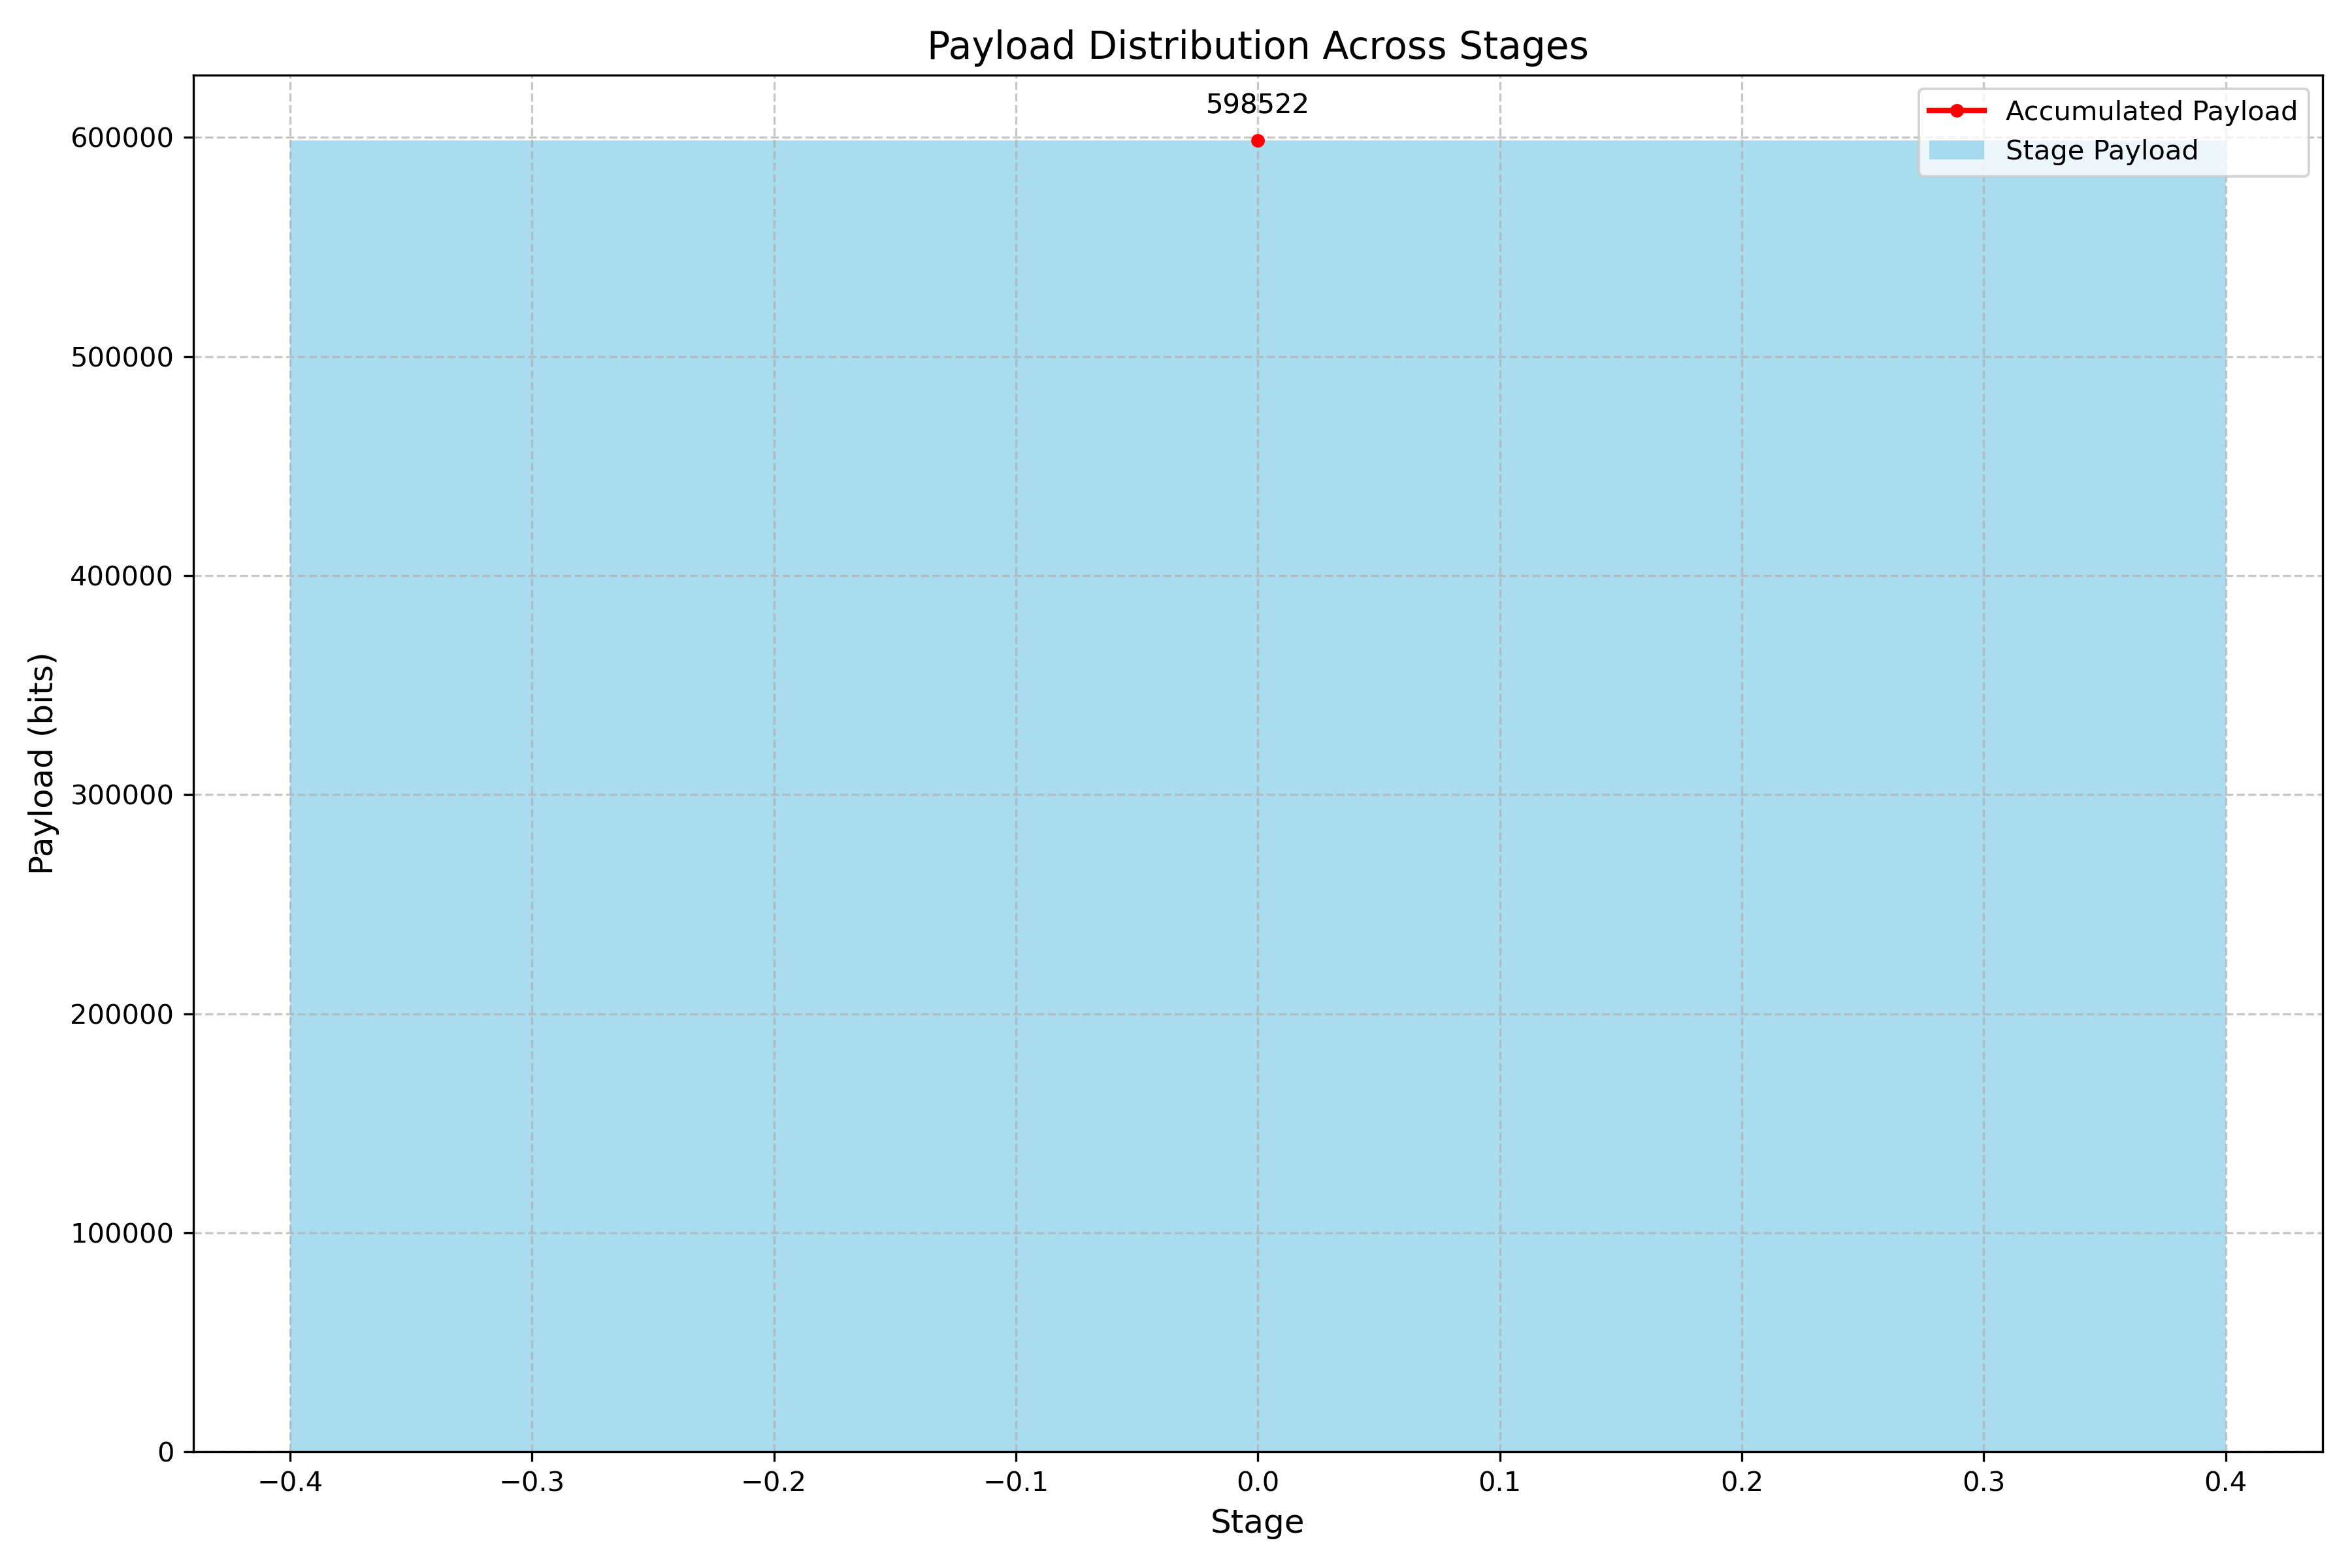 Payload Distribution Across Stages
598522
Accumulated Payload
Stage Payload
600000
500000
400000
300000
200000
100000
0
Payload (bits)
−0.4 −0.3 −0.2 −0.1 0.0 0.1 0.2 0.3 0.4
Stage